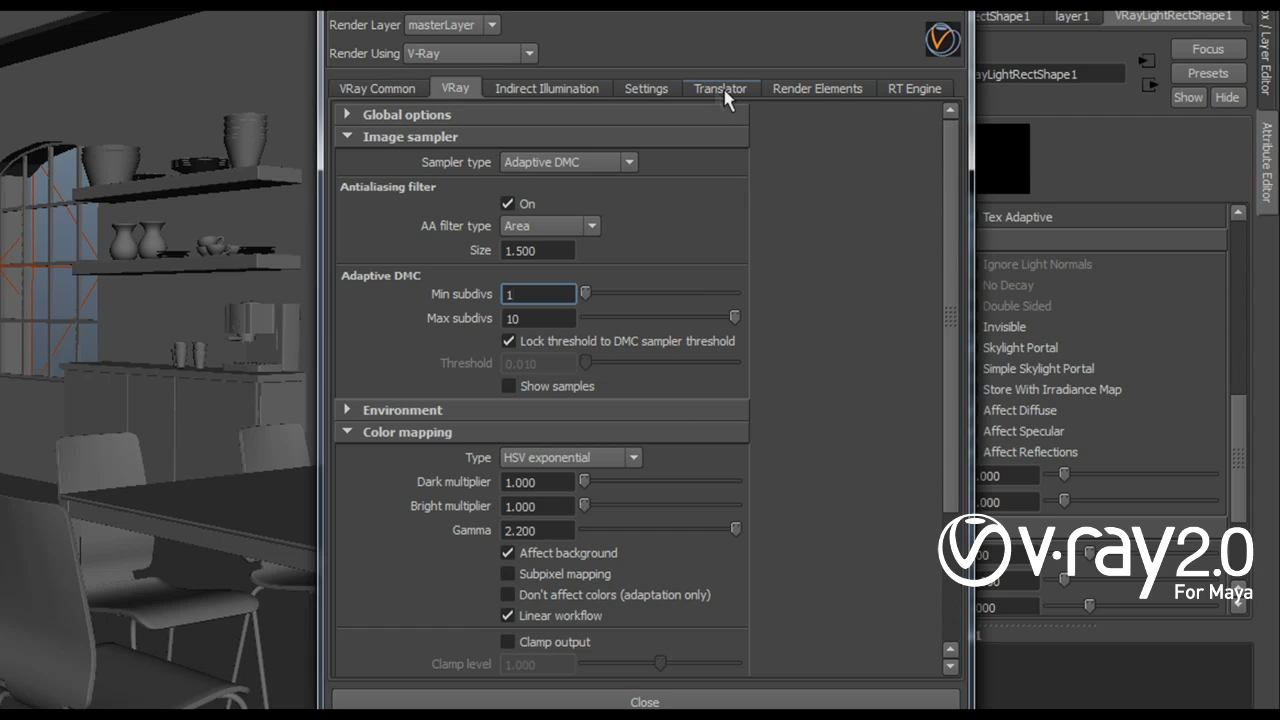 Render Layer masterLayer
Render Using V-Ray
VRay Common VRay Indirect Illumination Settings Translator Render Elements RT Engine
Global options
Image sampler
Sampler type Adaptive DMC
Antialiasing filter
On
AA filter type Area
Size 1.500
Adaptive DMC
Min subdivs 1
Max subdivs 10
Lock threshold to DMC sampler threshold
Threshold 0.010
Show samples
Environment
Color mapping
Type HSV exponential
Dark multiplier 1.000
Bright multiplier 1.000
Gamma 2.200
Affect background
Subpixel mapping
Don't affect colors (adaptation only)
Linear workflow
Clamp output
Clamp level 1.000
Close
layer1 VRayLightRectShape1
Focus
Presets
Show Hide
Tex Adaptive
Ignore Light Normals
No Decay
Double Sided
Invisible
Skylight Portal
Simple Skylight Portal
Store With Irradiance Map
Affect Diffuse
Affect Specular
Affect Reflections
v·ray2.0
For Maya
/ Layer Editor
Attribute Editor